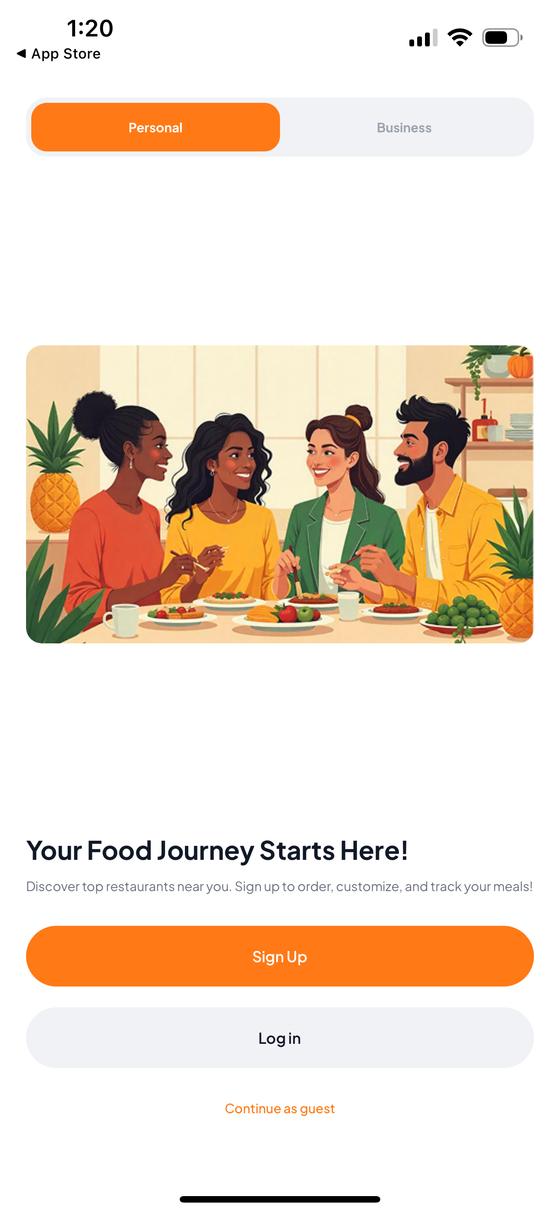 1:20
App Store
Personal
Business
Your Food Journey Starts Here!
Discover top restaurants near you. Sign up to order, customize, and track your meals!
Sign Up
Log in
Continue as guest